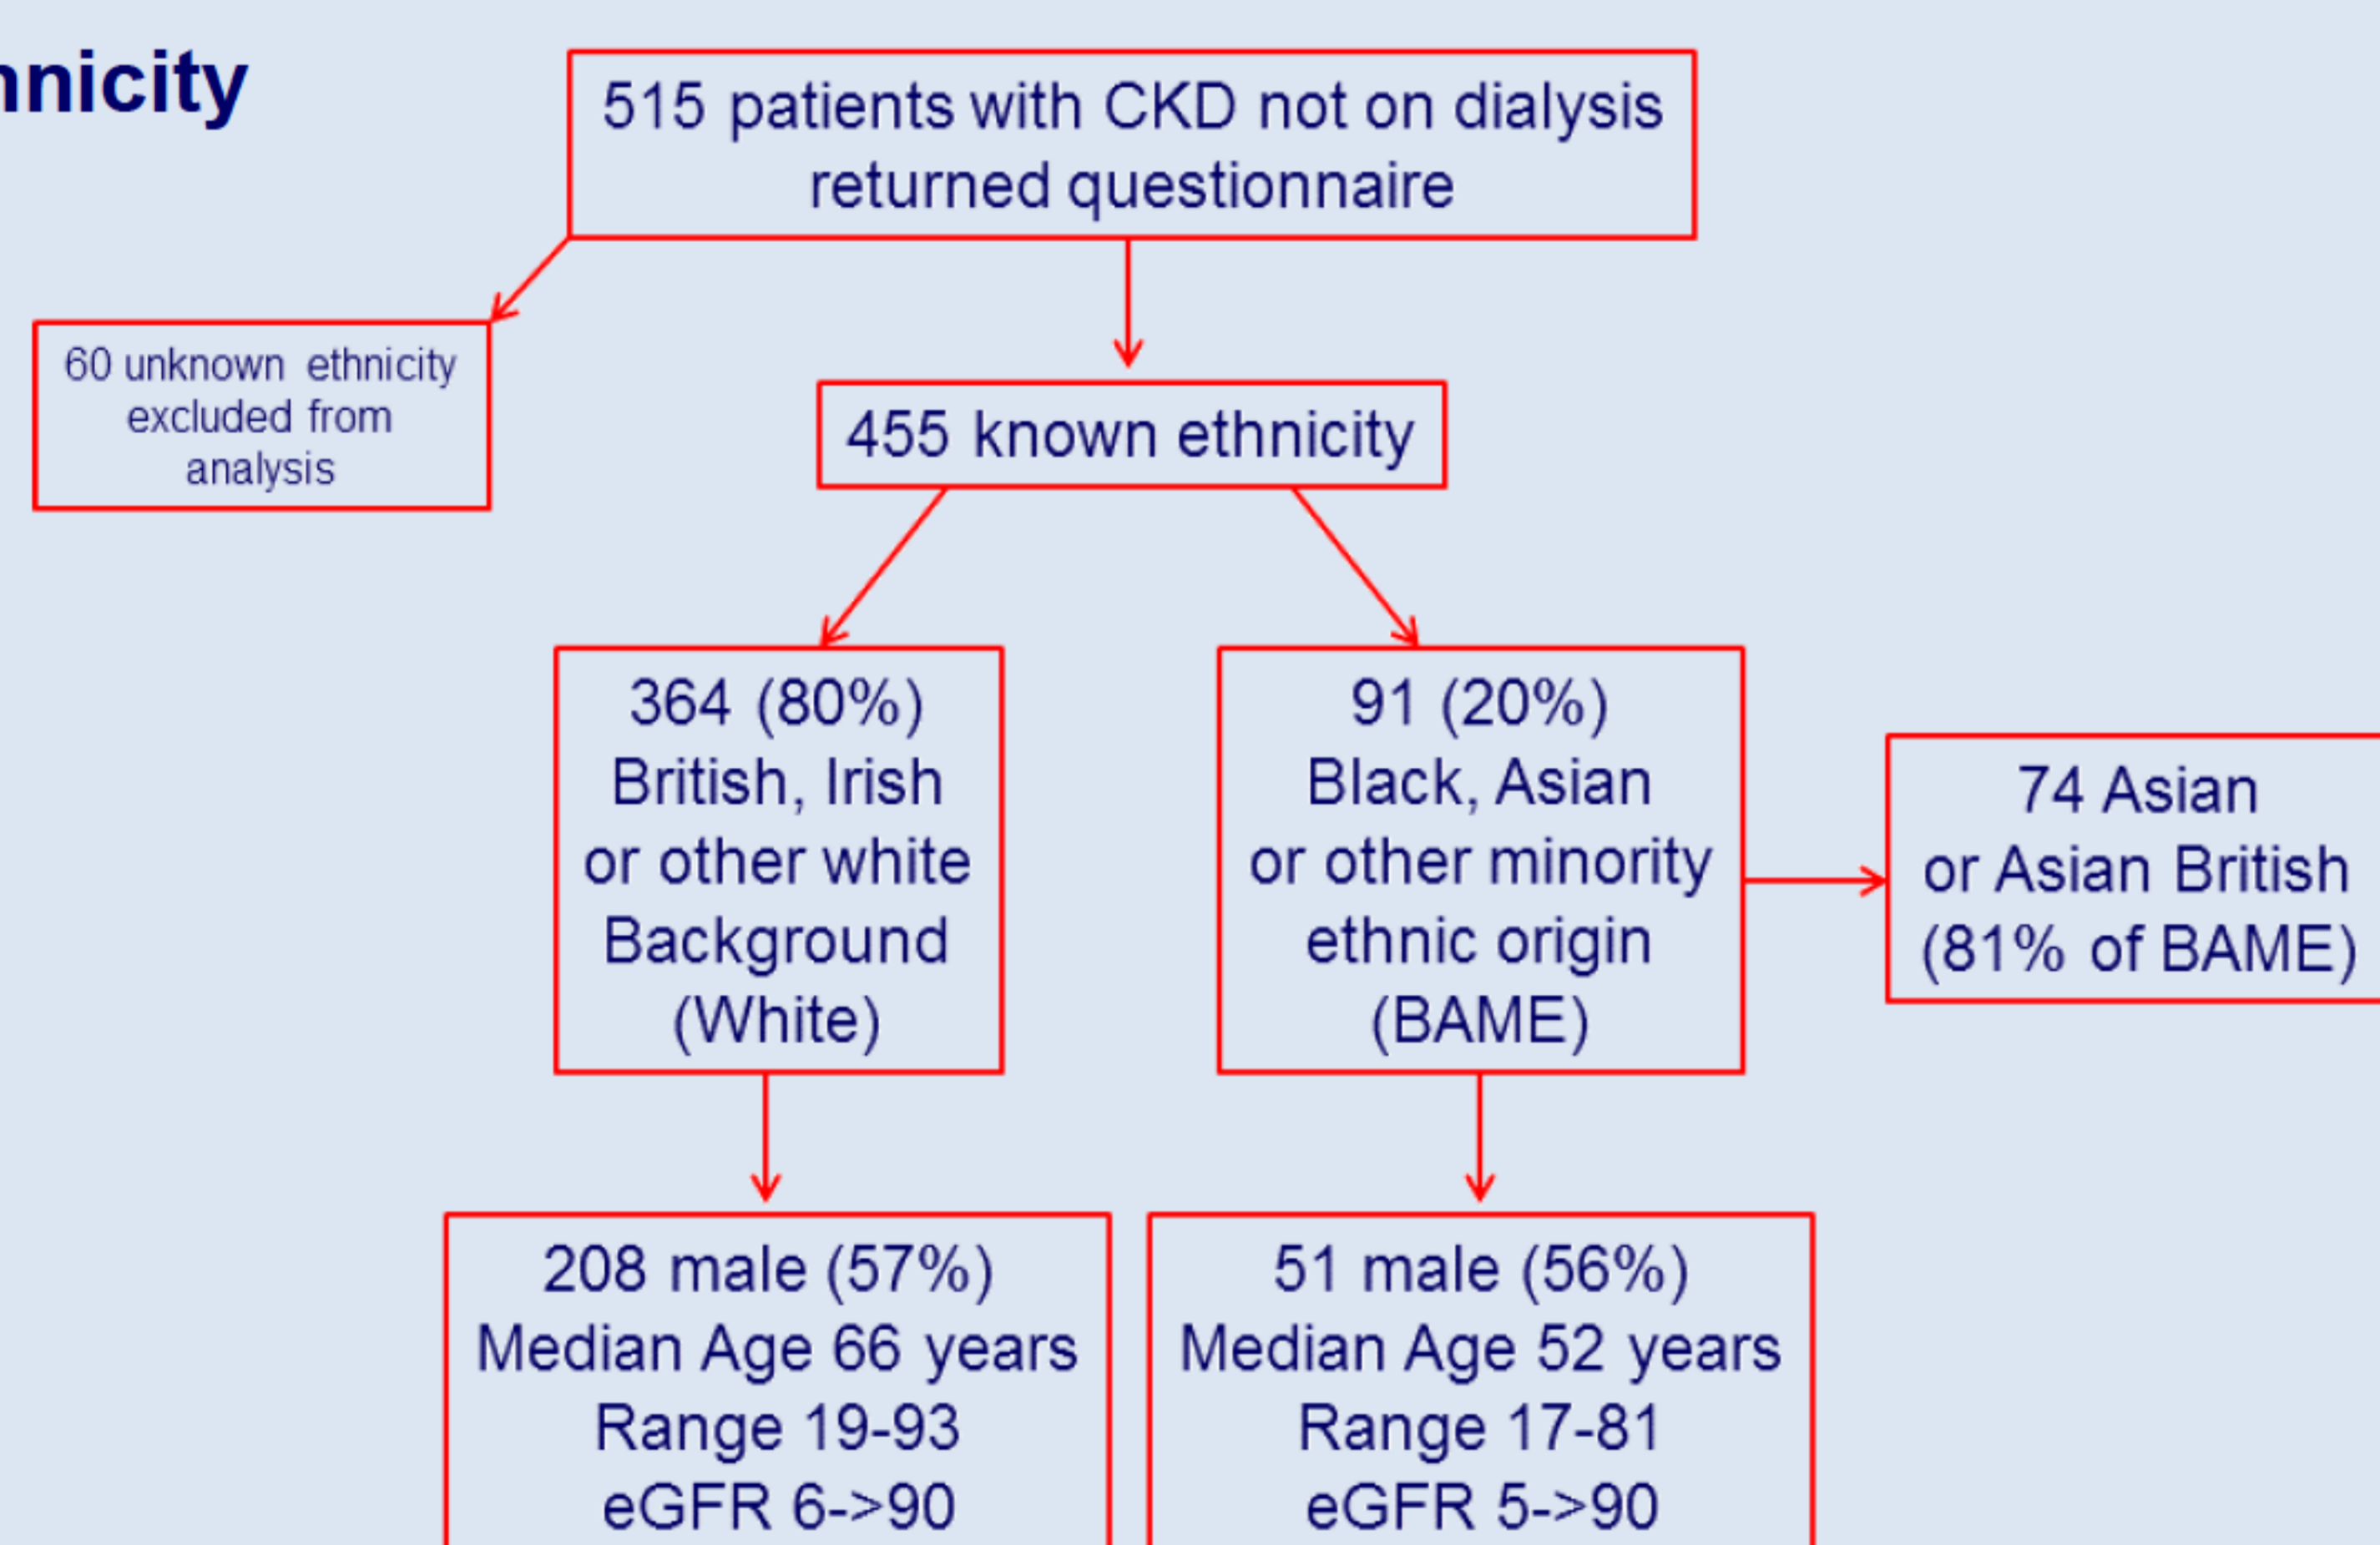 hnicity
515 patients with CKD not on dialysis
returned questionnaire
60 unknown ethnicity
excluded from
analysis
455 known ethnicity
364 (80%)
British, Irish
or other white
Background
(White)
91 (20%)
Black, Asian
or other minority
ethnic origin
(BAME)
74 Asian
or Asian British
(81% of BAME)
208 male (57%)
Median Age 66 years
Range 19-93
eGFR 6->90
51 male (56%)
Median Age 52 years
Range 17-81
eGFR 5->90